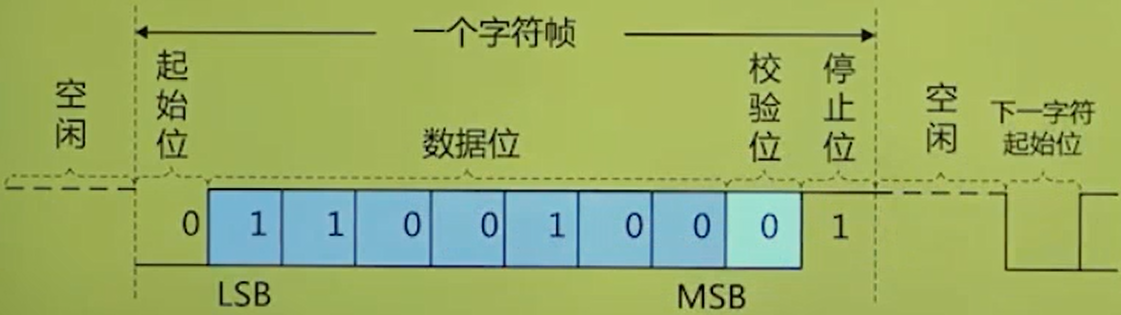 一个字符帧
空闲
起始位
数据位
校验位
停止位
空闲
下一字符
起始位
0 1 1 0 0 1 0 0 0 1
LSB
MSB